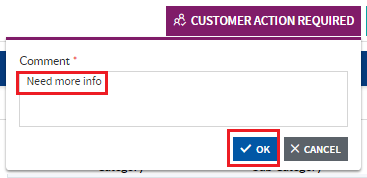 CUSTOMER ACTION REQUIRED
Comment *
Need more info
OK
CANCEL